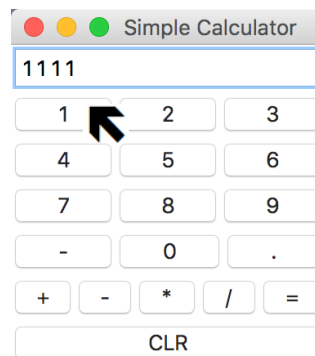 Simple Calculator
1111
1 2 3
4 5 6
7 8 9
- 0 .
+ - * / =
CLR